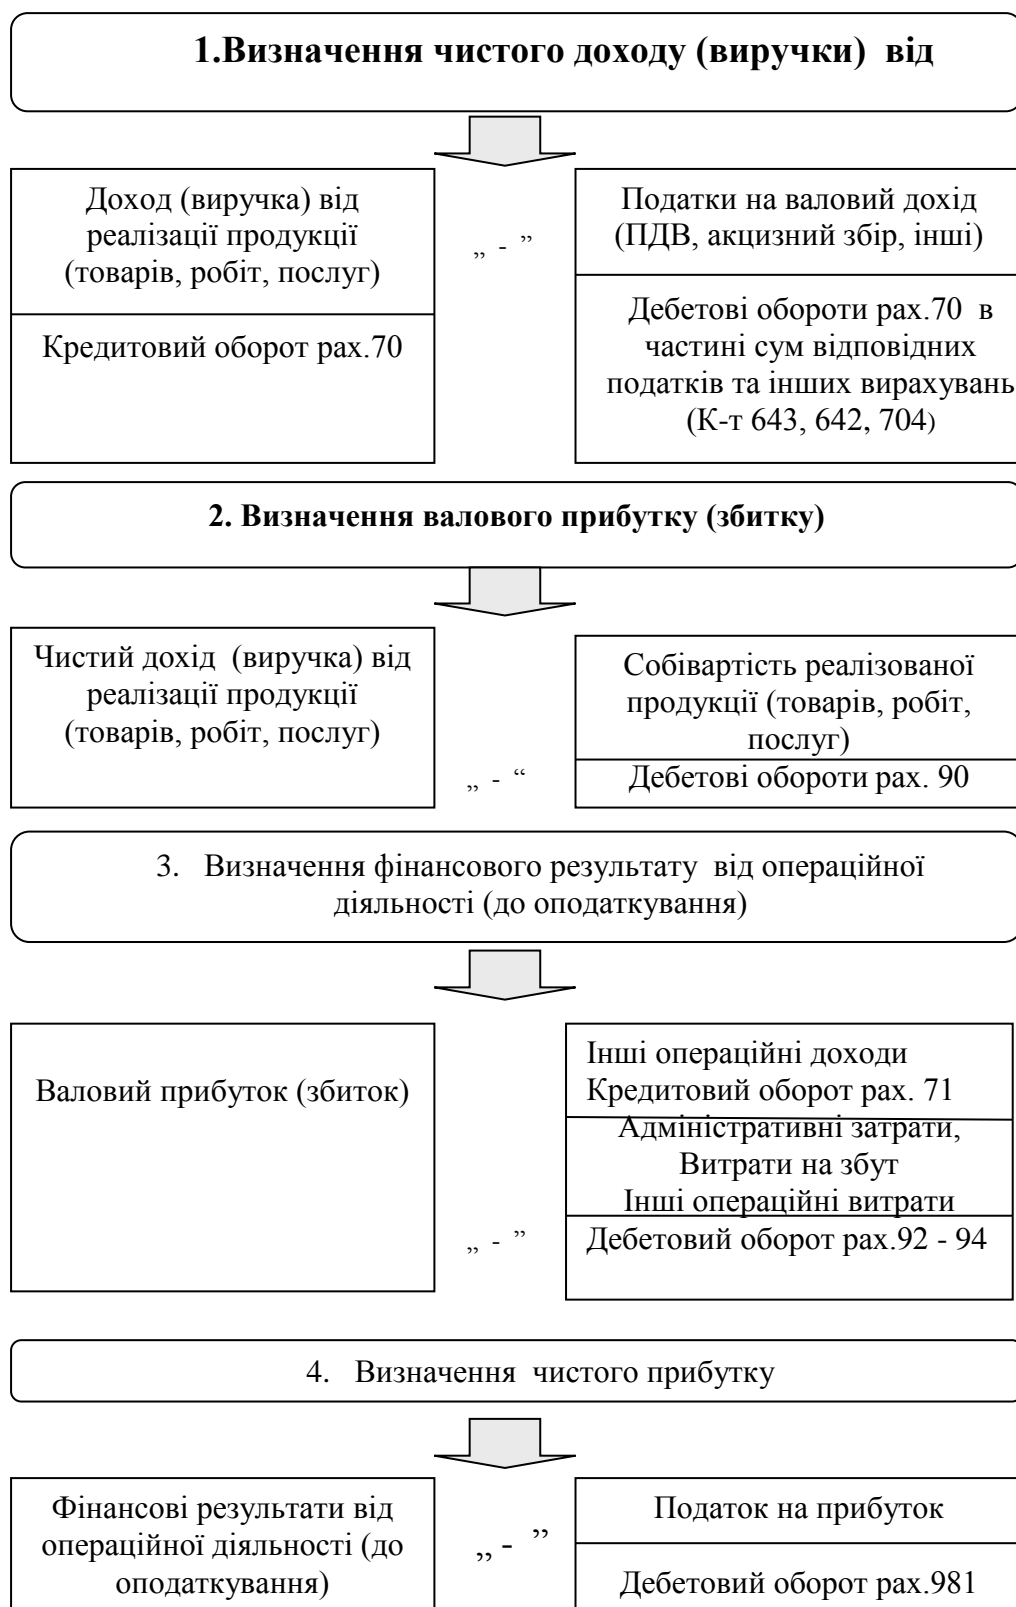 1.Визначення чистого доходу (виручки) від
Доход (виручка) від
реалізації продукції
(товарів, робіт, послуг)
Кредитовий оборот рах.70
„ - ”
Податки на валовий дохід
(ПДВ, акцизний збір, інші)
Дебетові обороти рах.70 в
частині сум відповідних
податків та інших вирахувань
(К-т 643, 642, 704)
2. Визначення валового прибутку (збитку)
Чистий дохід (виручка) від
реалізації продукції
(товарів, робіт, послуг)
„ - “
Собівартість реалізованої
продукції (товарів, робіт,
послуг)
Дебетові обороти рах. 90
3. Визначення фінансового результату від операційної
діяльності (до оподаткування)
Валовий прибуток (збиток)
„ - ”
Інші операційні доходи
Кредитовий оборот рах. 71
Адміністративні затрати,
Витрати на збут
Інші операційні витрати
Дебетовий оборот рах.92 - 94
4. Визначення чистого прибутку
Фінансові результати від
операційної діяльності (до
оподаткування)
„ - ”
Податок на прибуток
Дебетовий оборот рах.981